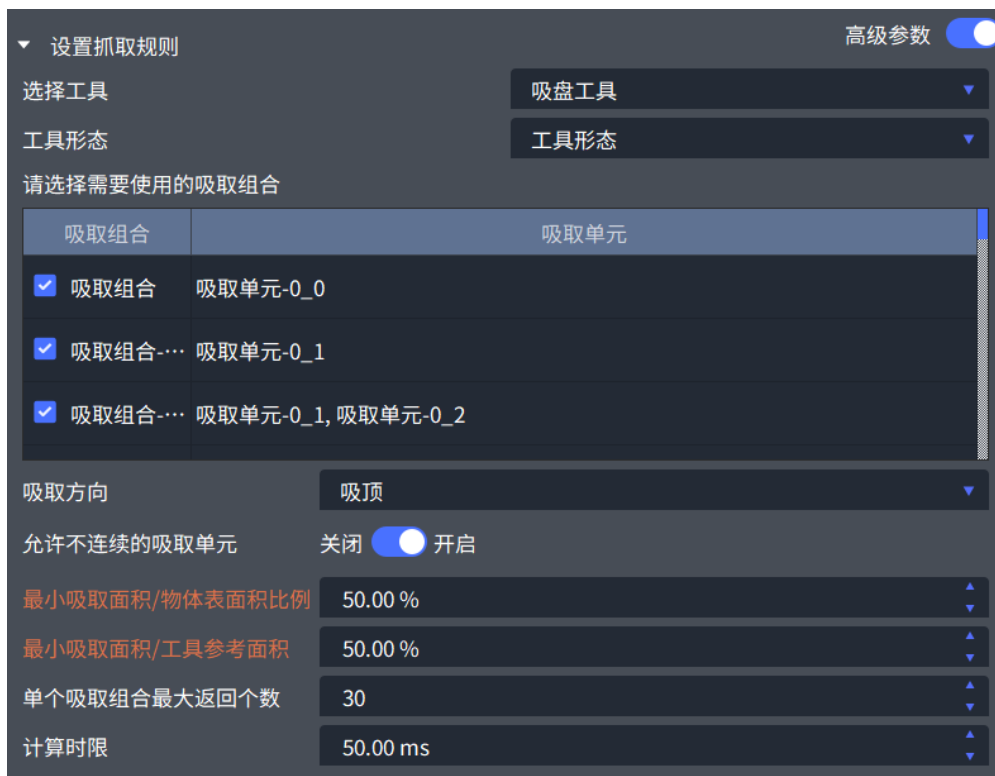 高级参数
设置抓取规则
选择工具 吸盘工具
工具形态 工具形态
请选择需要使用的吸取组合
吸取组合 吸取单元
吸取组合 吸取单元-0_0
吸取组合-··· 吸取单元-0_1
吸取组合-··· 吸取单元-0_1, 吸取单元-0_2
吸取方向 吸顶
允许不连续的吸取单元 关闭 开启
最小吸取面积/物体表面积比例 50.00 %
最小吸取面积/工具参考面积 50.00 %
单个吸取组合最大返回个数 30
计算时限 50.00 ms